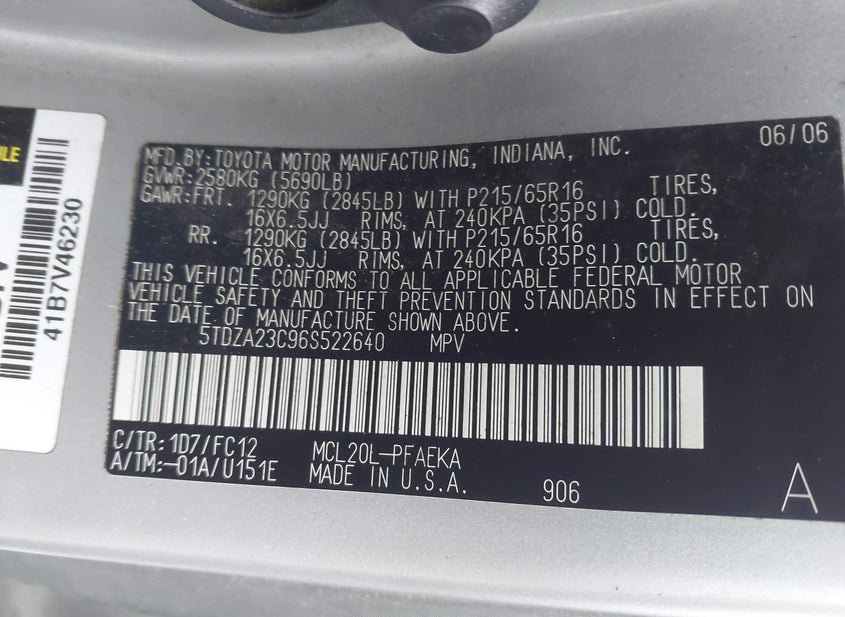 MFD.BY:TOYOTA MOTOR MANUFACTURING, INDIANA, INC. 06/06
GVWR:2580KG (5690LB)
GAWR:FRT. 1290KG (2845LB) WITH P215/65R16 TIRES,
16X6.5JJ RIMS, AT 240KPA (35PSI) COLD.
RR. 1290KG (2845LB) WITH P215/65R16 TIRES,
16X6.5JJ RIMS, AT 240KPA (35PSI) COLD.
THIS VEHICLE CONFORMS TO ALL APPLICABLE FEDERAL MOTOR
VEHICLE SAFETY AND THEFT PREVENTION STANDARDS IN EFFECT ON
THE DATE OF MANUFACTURE SHOWN ABOVE.
5TDZA23C96S522640 MPV
C/TR:1D7/FC12 MCL20L-PFAEKA
A/TM:-01A/U151E MADE IN U.S.A. 906 A
41B7V46230